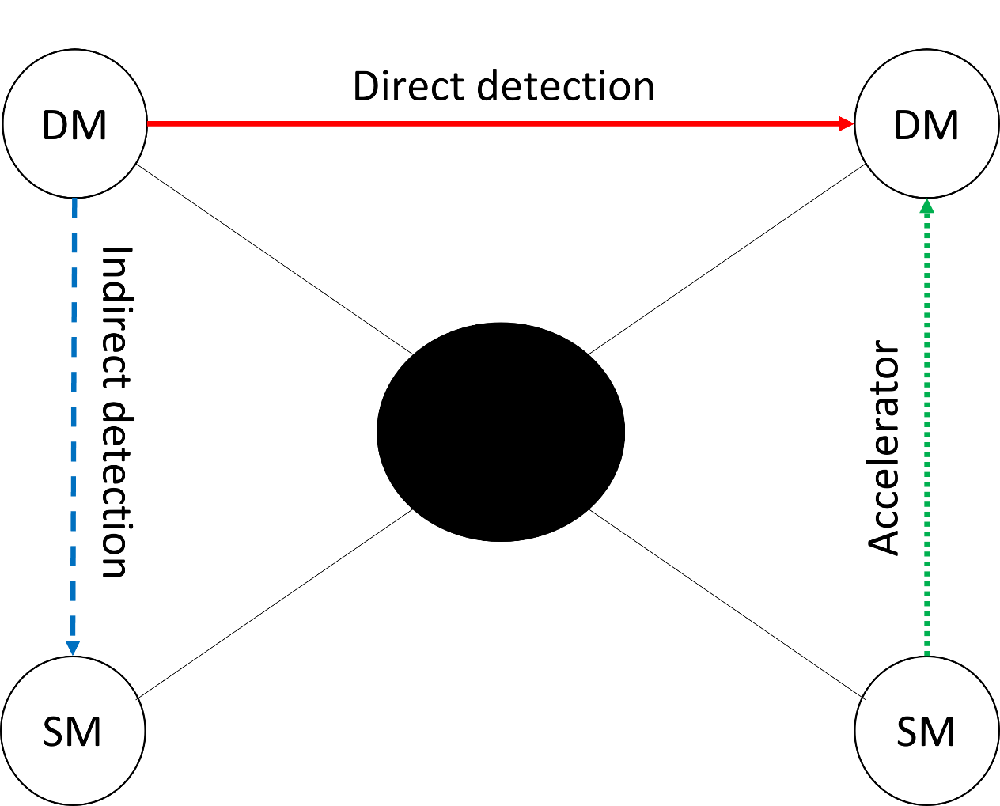 Direct detection
DM
DM
Indirect detection
Accelerator
SM
SM